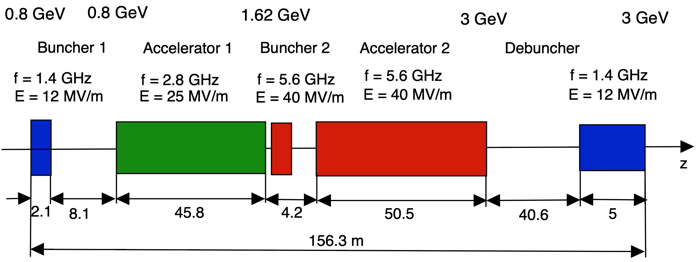 0.8 GeV 0.8 GeV 1.62 GeV 3 GeV 3 GeV
Buncher 1 Accelerator 1 Buncher 2 Accelerator 2 Debuncher
f = 1.4 GHz f = 2.8 GHz f = 5.6 GHz f = 5.6 GHz f = 1.4 GHz
E = 12 MV/m E = 25 MV/m E = 40 MV/m E = 40 MV/m E = 12 MV/m
z
2.1 8.1 45.8 4.2 50.5 40.6 5
156.3 m